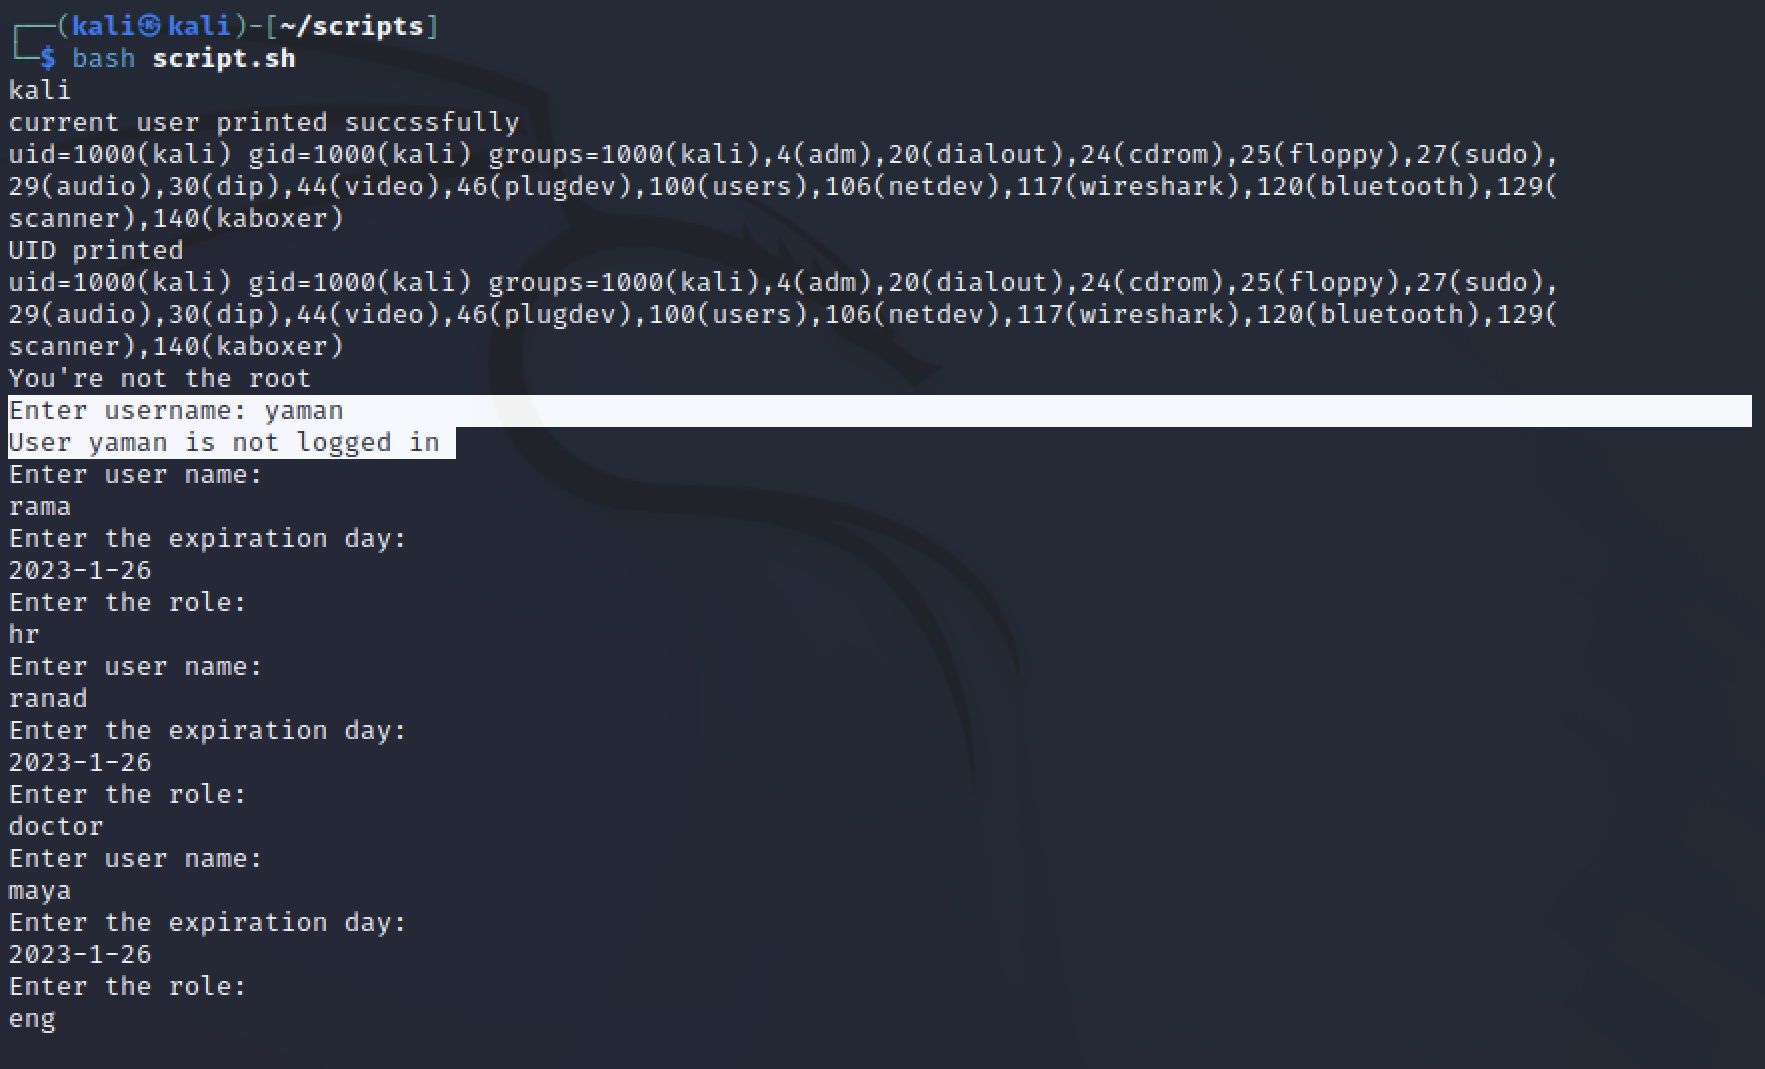 ┌──(kali㉿kali)-[~/scripts]
└─$ bash script.sh
kali
current user printed succssfully
uid=1000(kali) gid=1000(kali) groups=1000(kali),4(adm),20(dialout),24(cdrom),25(floppy),27(sudo),
29(audio),30(dip),44(video),46(plugdev),100(users),106(netdev),117(wireshark),120(bluetooth),129(
scanner),140(kaboxer)
UID printed
uid=1000(kali) gid=1000(kali) groups=1000(kali),4(adm),20(dialout),24(cdrom),25(floppy),27(sudo),
29(audio),30(dip),44(video),46(plugdev),100(users),106(netdev),117(wireshark),120(bluetooth),129(
scanner),140(kaboxer)
You're not the root
Enter username: yaman
User yaman is not logged in
Enter user name:
rama
Enter the expiration day:
2023-1-26
Enter the role:
hr
Enter user name:
ranad
Enter the expiration day:
2023-1-26
Enter the role:
doctor
Enter user name:
maya
Enter the expiration day:
2023-1-26
Enter the role:
eng